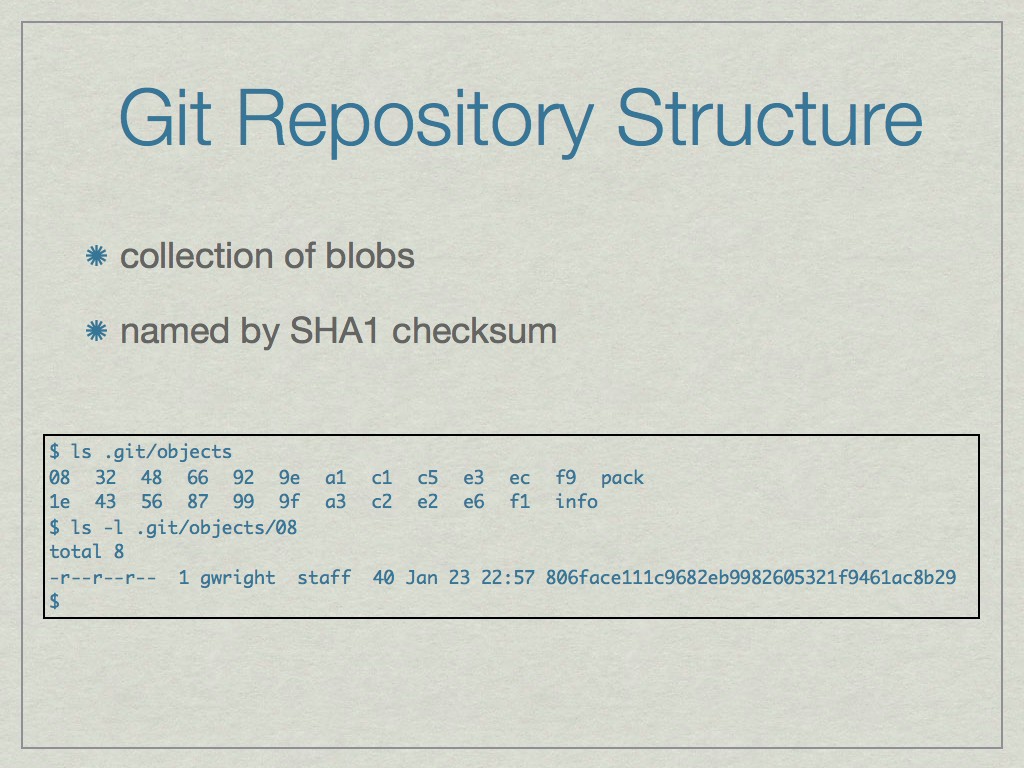 Git Repository Structure
collection of blobs
named by SHA1 checksum
$ ls .git/objects
08 32 48 66 92 9e a1 c1 c5 e3 ec f9 pack
1e 43 56 87 99 9f a3 c2 e2 e6 f1 info
$ ls -l .git/objects/08
total 8
-r--r--r-- 1 gwright staff 40 Jan 23 22:57 806face111c9682eb9982605321f9461ac8b29
$